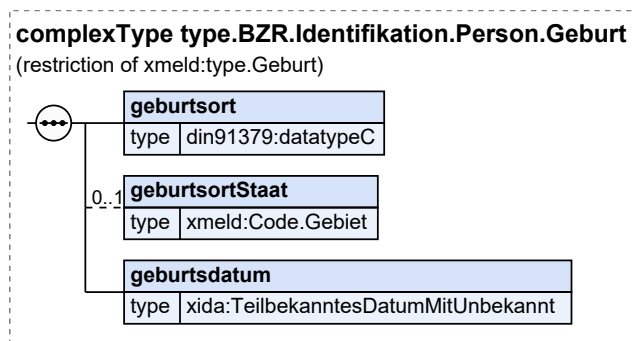 complexType type.BZR.Identifikation.Person.Geburt
(restriction of xmeld:type.Geburt)
geburtsort
type din91379:datatypeC
0..1
geburtsortStaat
type xmeld:Code.Gebiet
geburtsdatum
type xida:TeilbekanntesDatumMitUnbekannt